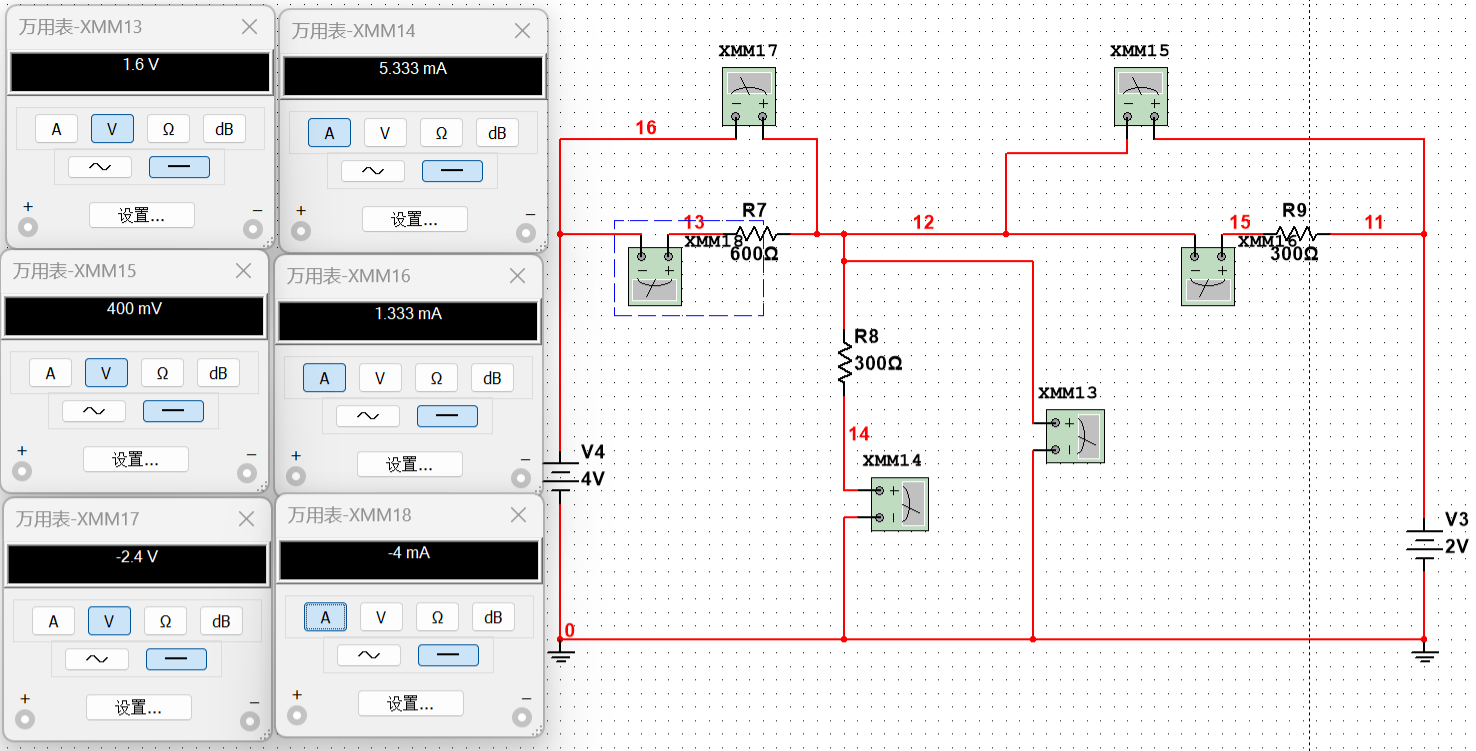 万用表-XMM13
1.6 V
A V Ω dB
+ 设置... −
万用表-XMM14
5.333 mA
A V Ω dB
+ 设置... −
万用表-XMM15
400 mV
A V Ω dB
+ 设置... −
万用表-XMM16
1.333 mA
A V Ω dB
+ 设置... −
万用表-XMM17
-2.4 V
A V Ω dB
+ 设置... −
万用表-XMM18
-4 mA
A V Ω dB
+ 设置... −
XMM17
− +
XMM15
− +
16
13
R7
600Ω
XMM18
− +
12
15
R9
300Ω
11
XMM16
− +
R8
300Ω
14
XMM13
+ −
XMM14
+ −
V4
4V
V3
2V
0